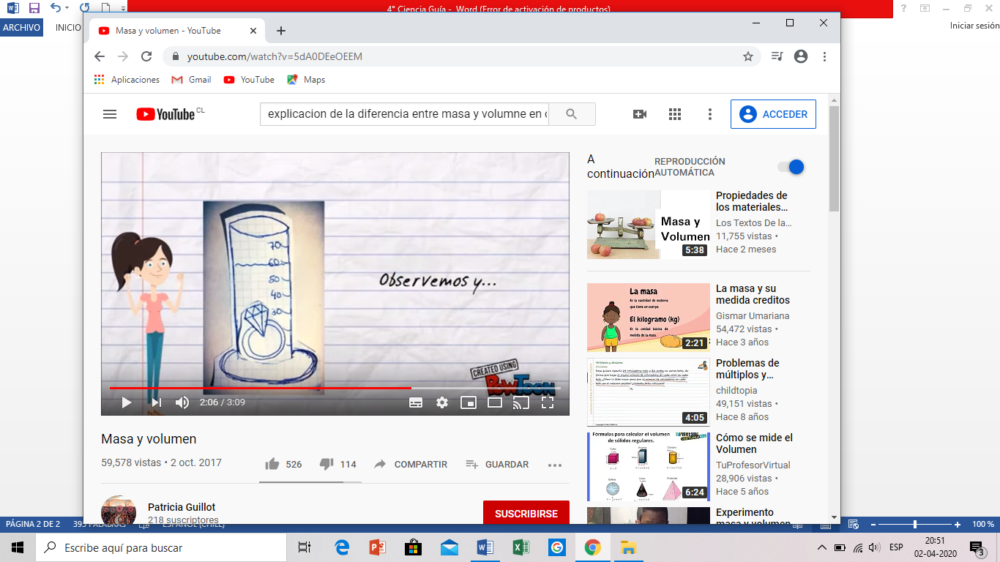 4° Ciencia Guía - Word (Error de activación de productos)
ARCHIVO
INICIO
Iniciar sesión
Masa y volumen - YouTube
youtube.com/watch?v=5dA0DEeOEEM
Aplicaciones
Gmail
YouTube
Maps
YouTube CL
explicacion de la diferencia entre masa y volumne en
ACCEDER
70
60
50
40
30
Observemos y...
CREATED USING
POWTOON
2:06 / 3:09
Masa y volumen
59,578 vistas • 2 oct. 2017
526
114
COMPARTIR
GUARDAR
Patricia Guillot
218 suscriptores
SUSCRIBIRSE
A continuación
REPRODUCCIÓN AUTOMÁTICA
Masa y
Volumen
5:38
Propiedades de
los materiales...
Los Textos De la...
11,755 vistas •
Hace 2 meses
La masa
Es la cantidad de materia
que tiene un cuerpo.
El kilogramo (kg)
Es la unidad básica de
medida de la masa.
2:21
La masa y su
medida creditos
Gismar Umariana
54,472 vistas •
Hace 3 años
4:05
Problemas de
múltiplos y...
childtopia
49,151 vistas •
Hace 8 años
Fórmulas para calcular el volumen
de sólidos regulares.
6:24
Cómo se mide el
Volumen
TuProfesorVirtual
28,906 vistas •
Hace 5 años
Experimento
masa y volumen
PÁGINA 2 DE 2
ESPAÑOL (CHILE)
100 %
Escribe aquí para buscar
ESP
20:51
02-04-2020
3